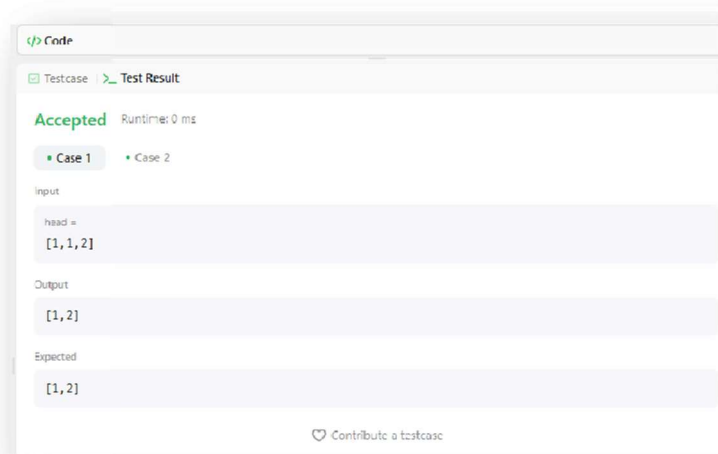 </> Code
Testcase >_ Test Result
Accepted Runtime: 0 ms
• Case 1 • Case 2
Input
head =
[1,1,2]
Output
[1,2]
Expected
[1,2]
Contribute a testcase